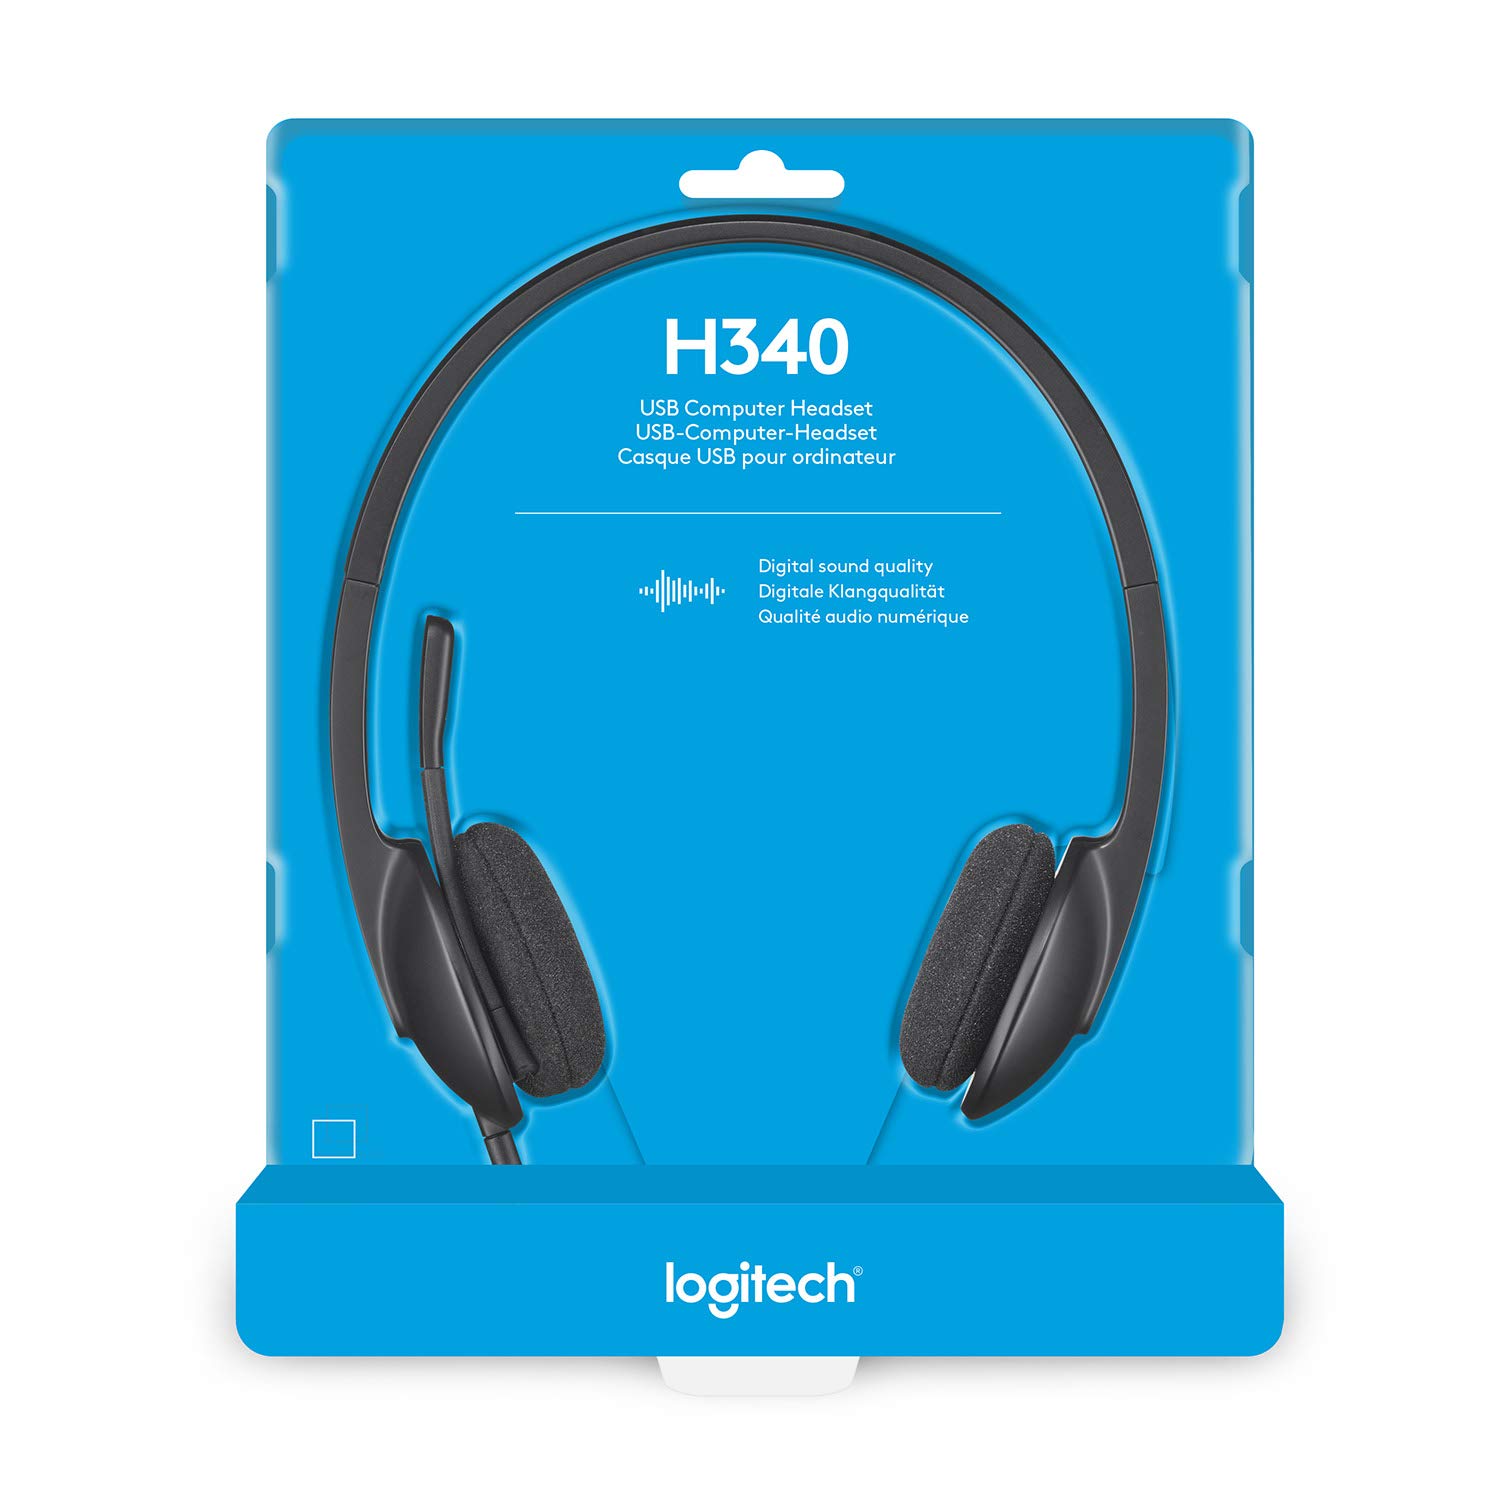 H340
USB Computer Headset
USB-Computer-Headset
Casque USB pour ordinateur
Digital sound quality
Digitale Klangqualität
Qualité audio numérique
logitech®